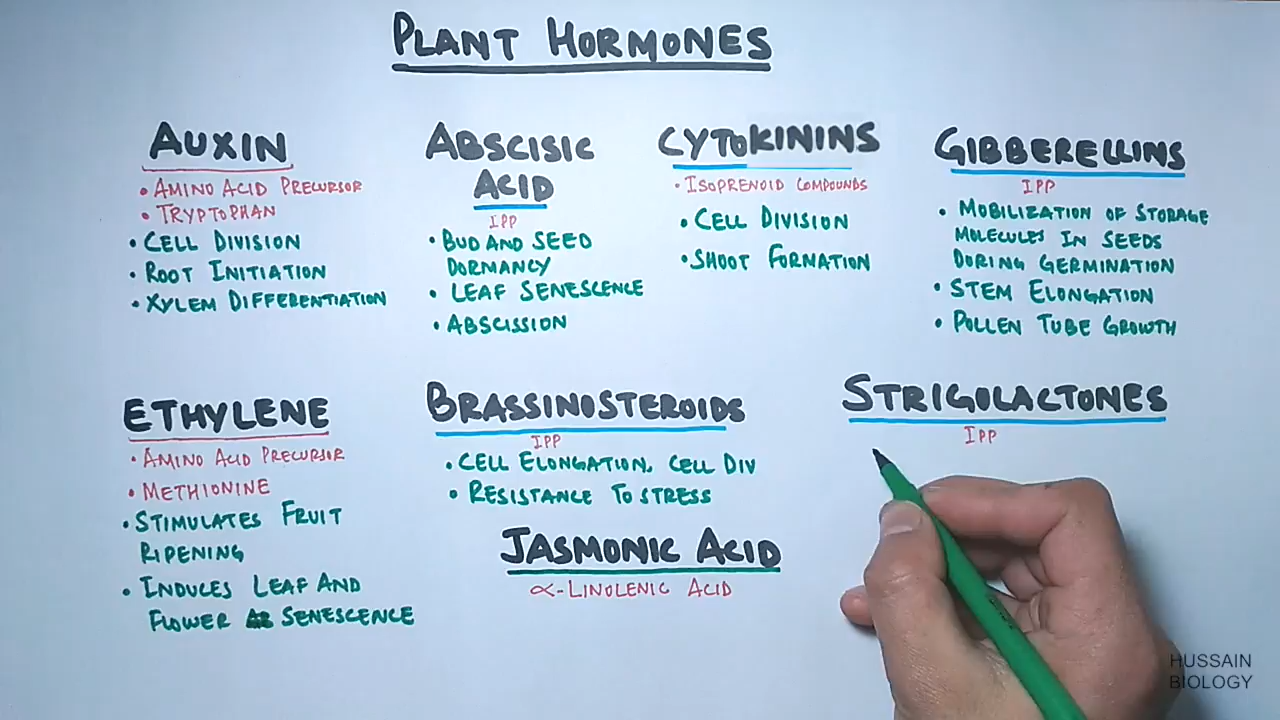 PLANT HORMONES
AUXIN
• AMINO ACID PRECURSOR
• TRYPTOPHAN
• CELL DIVISION
• ROOT INITIATION
• XYLEM DIFFERENTIATION
ABSCISIC
ACID
IPP
• BUD AND SEED
DORMANCY
• LEAF SENESCENCE
• ABSCISSION
CYTOKININS
• ISOPRENOID COMPOUNDS
• CELL DIVISION
• SHOOT FORMATION
GIBBERELLINS
IPP
• MOBILIZATION OF STORAGE
MOLECULES IN SEEDS
DURING GERMINATION
• STEM ELONGATION
• POLLEN TUBE GROWTH
ETHYLENE
• AMINO ACID PRECURSOR
• METHIONINE
• STIMULATES FRUIT
RIPENING
• INDUCES LEAF AND
FLOWER SENESCENCE
BRASSINOSTEROIDS
IPP
• CELL ELONGATION, CELL DIV
• RESISTANCE TO STRESS
JASMONIC ACID
α-LINOLENIC ACID
STRIGOLACTONES
IPP
HUSSAIN
BIOLOGY